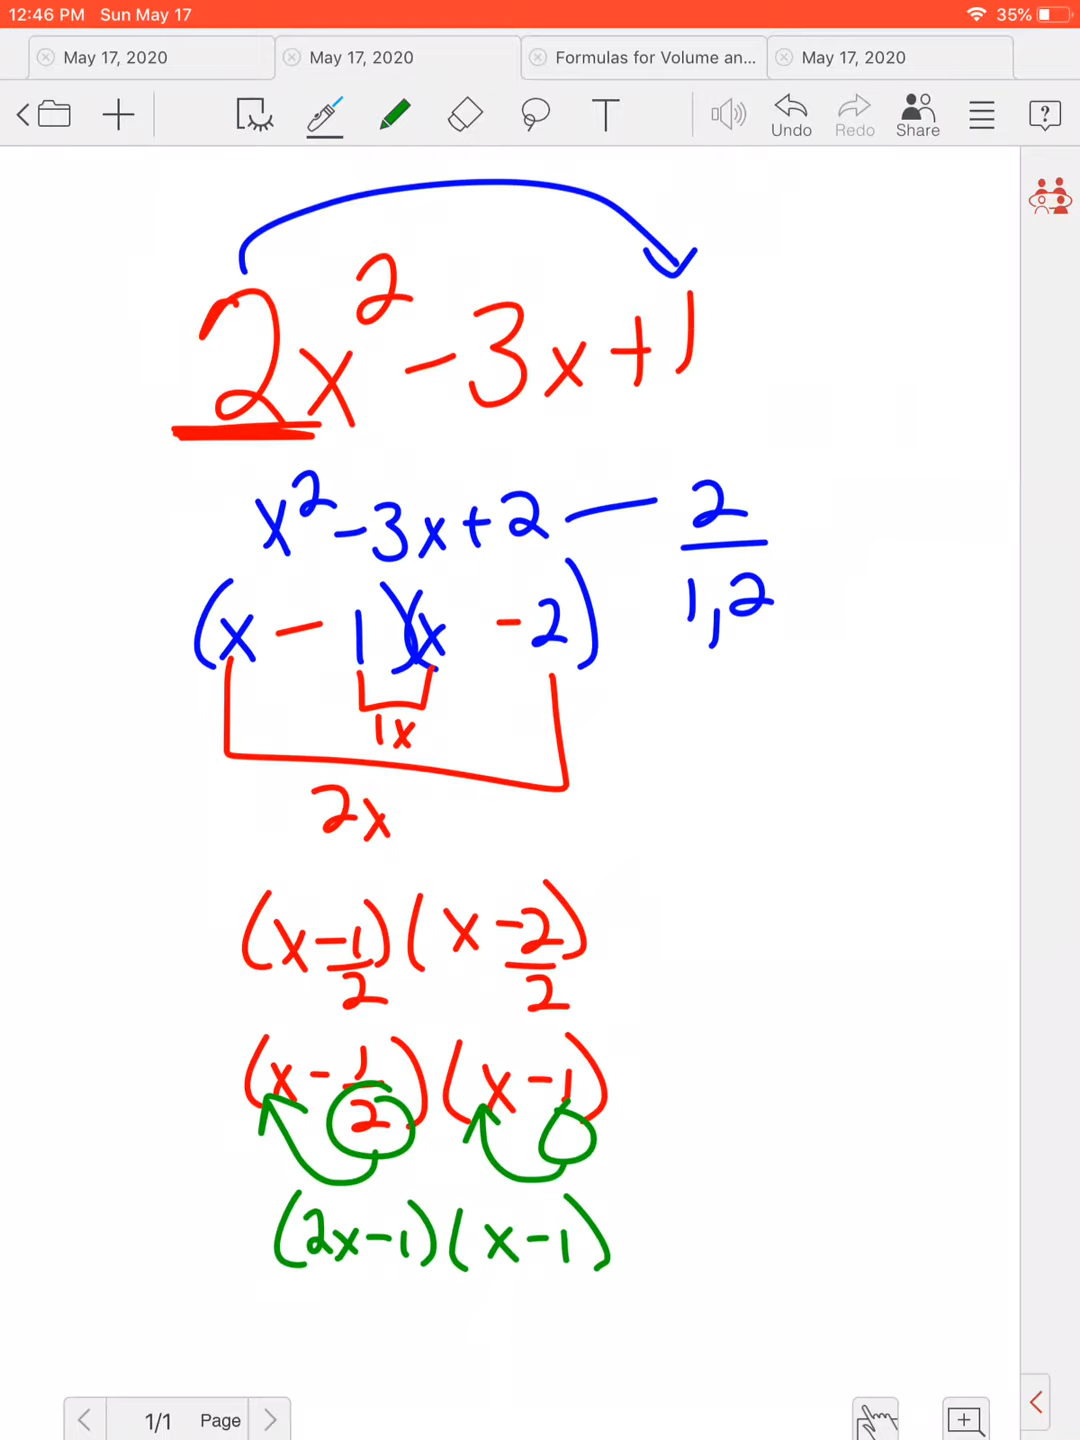 12:46 PM Sun May 17 35%
May 17, 2020 May 17, 2020 Formulas for Volume an... May 17, 2020
T Undo Redo Share ?
2x² - 3x + 1
x² - 3x + 2 — 2
(x - 1)(x - 2) 1,2
1x
2x
(x - 1/2)(x - 2/2)
(x - 1/2)(x - 1)
(2x - 1)(x - 1)
1/1 Page